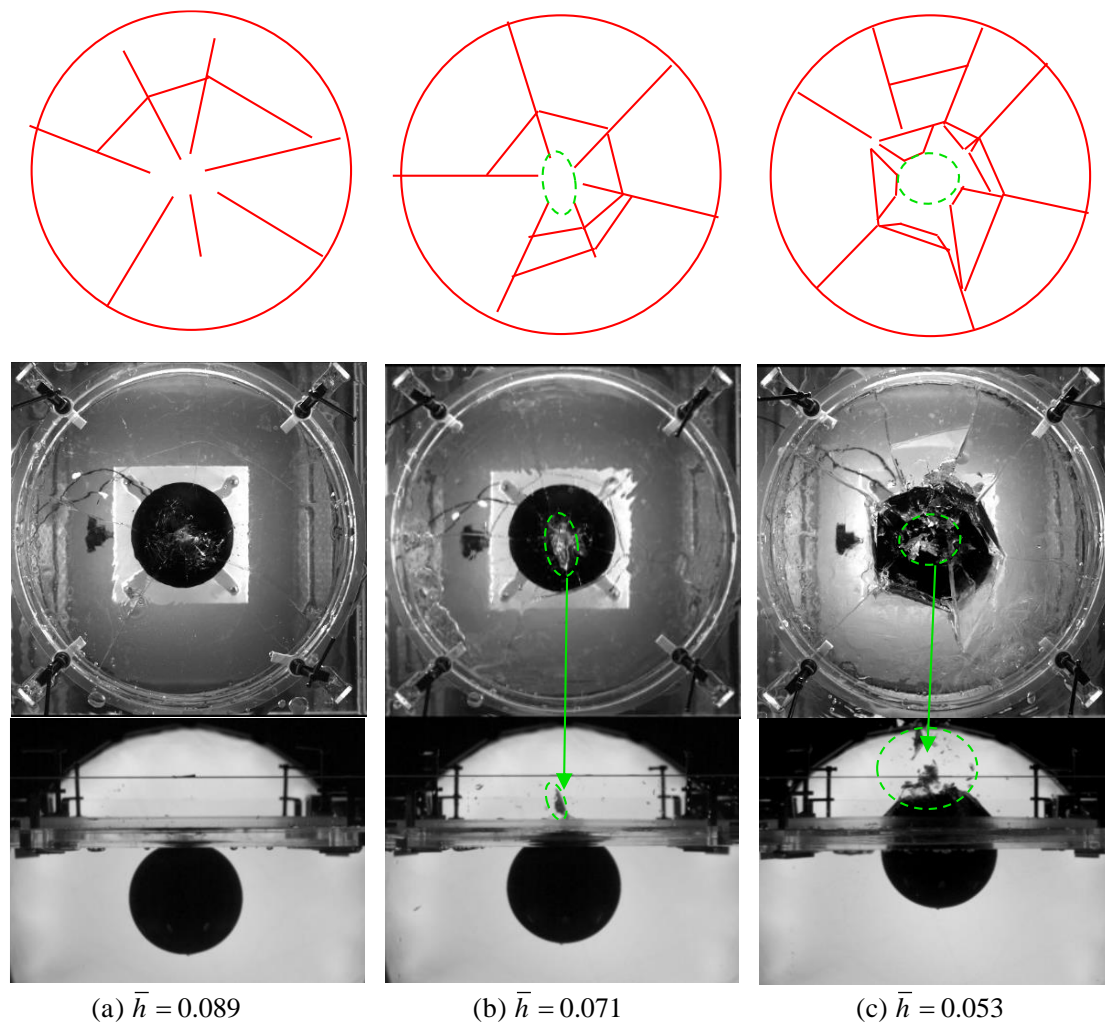 (a) h̅ = 0.089
(b) h̅ = 0.071
(c) h̅ = 0.053